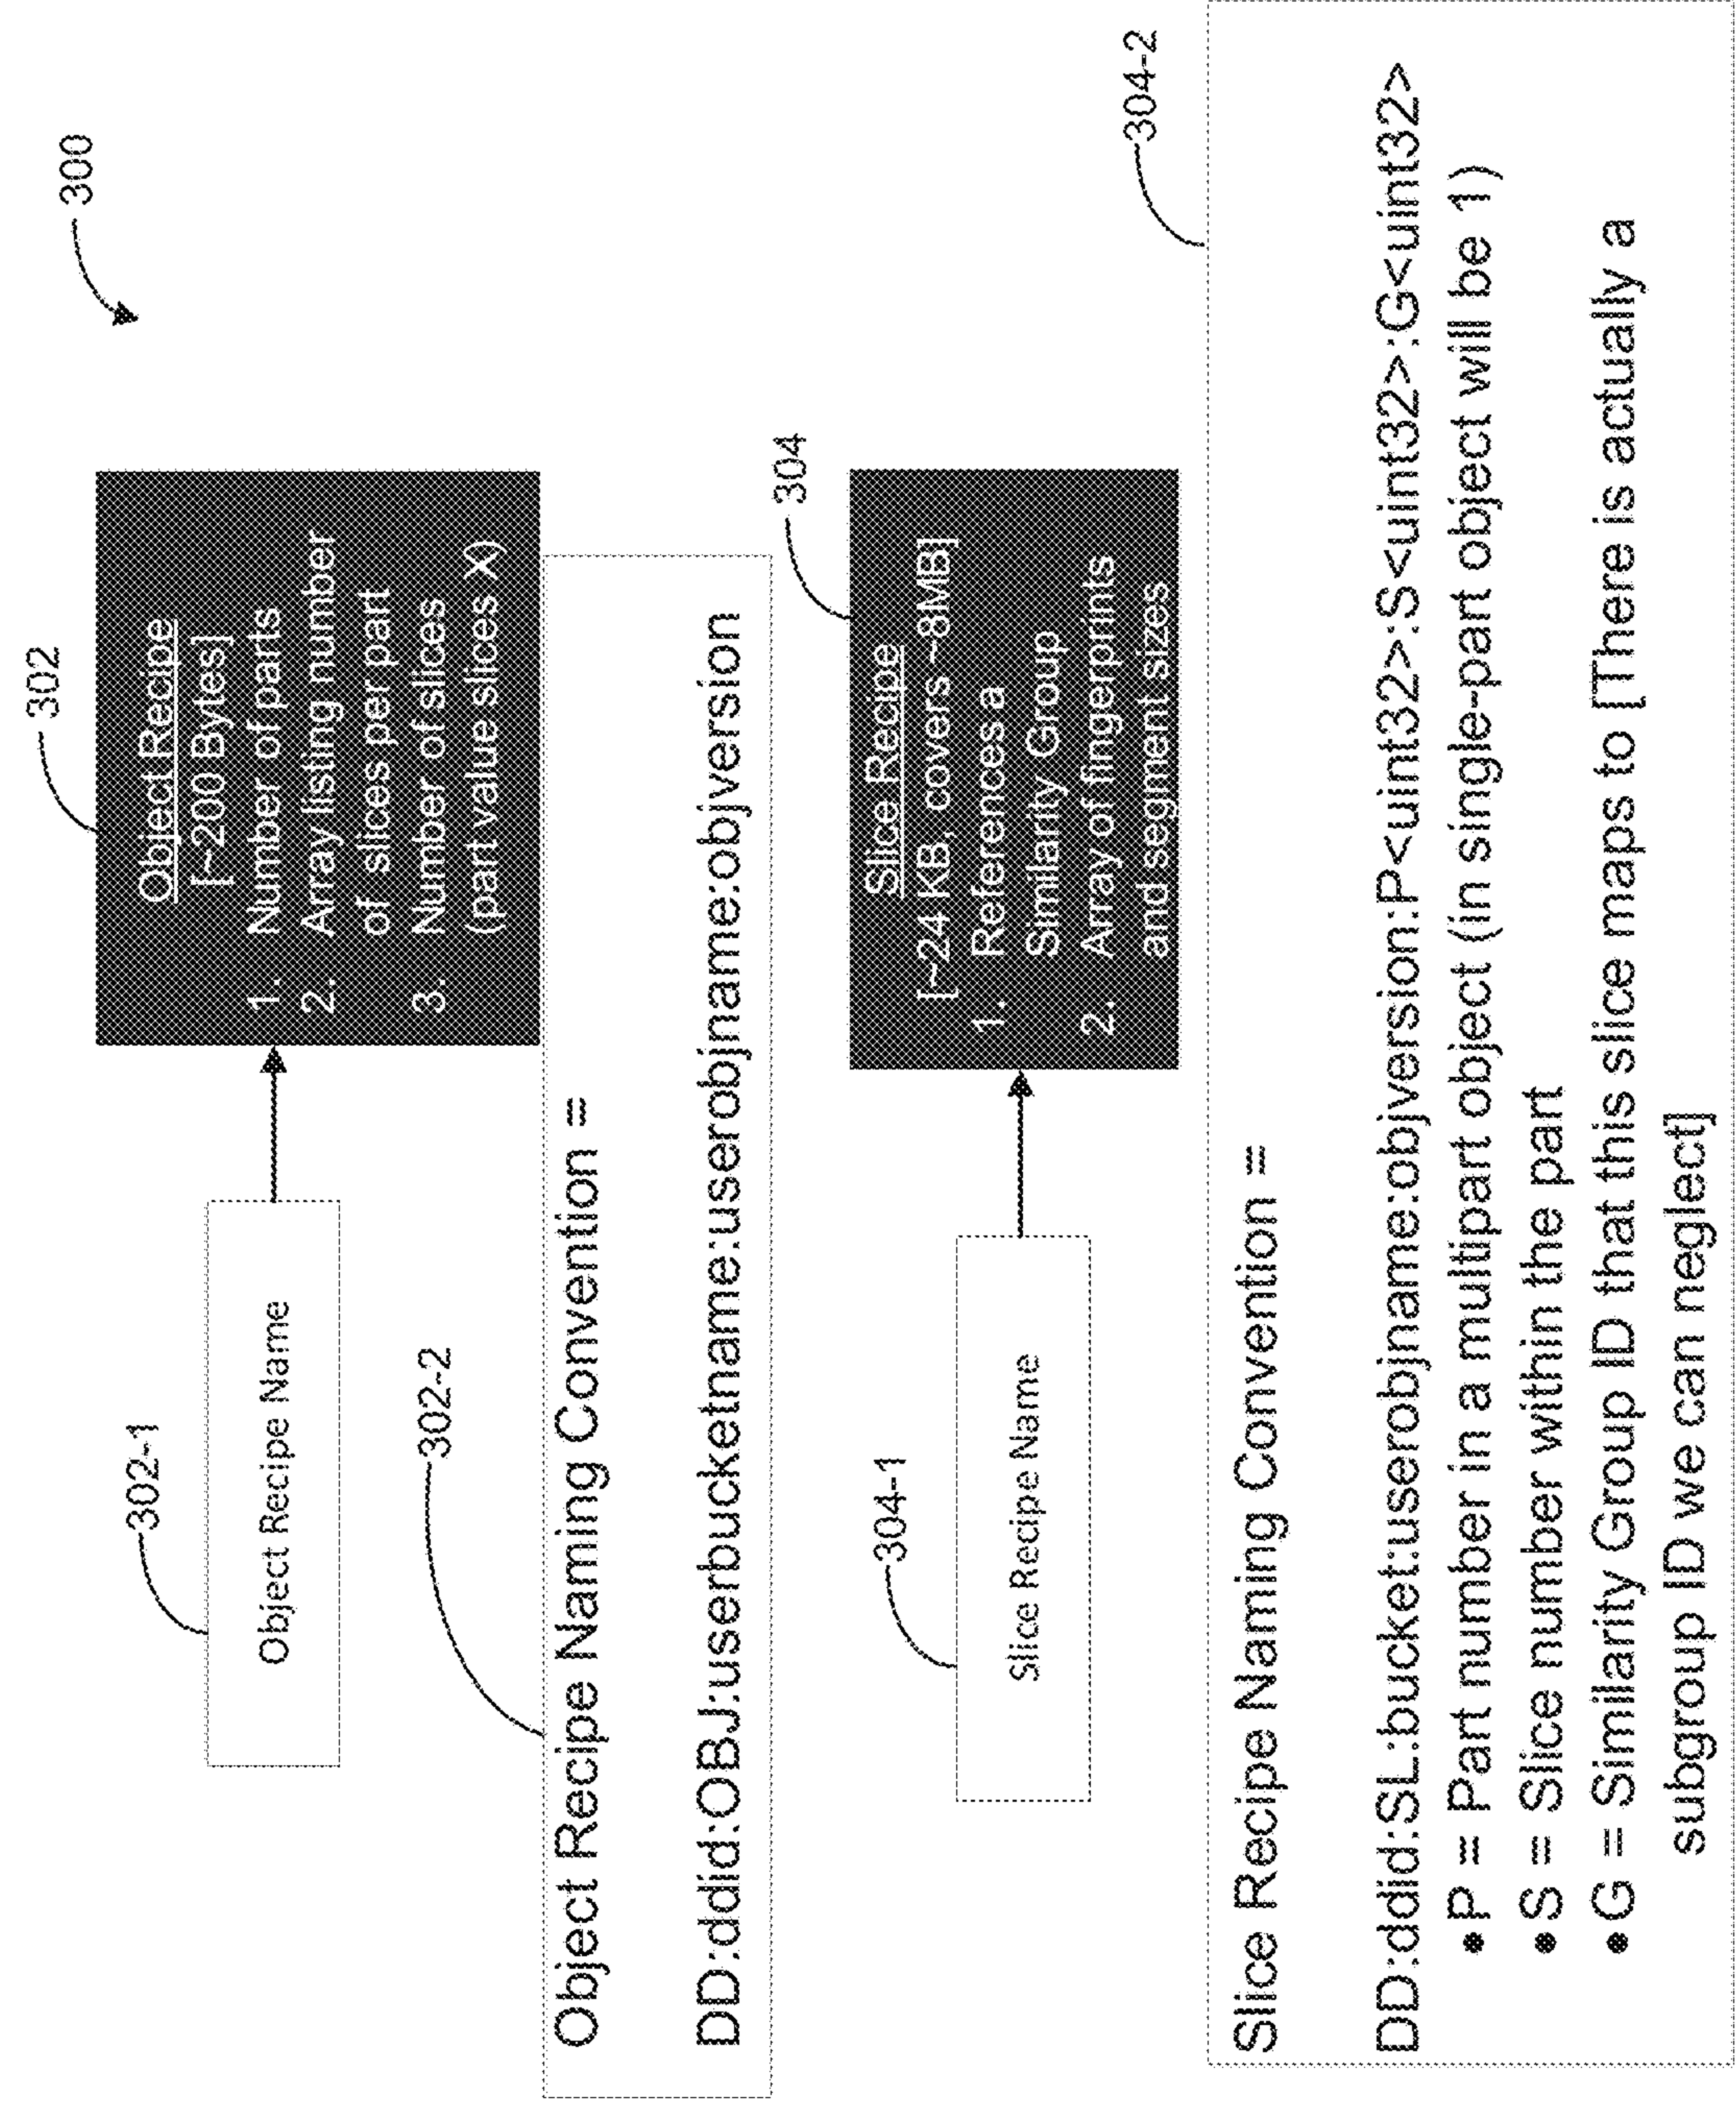 300
302
302-1
Object Recipe Name
Object Recipe
[~200 Bytes]
1. Number of parts
2. Array listing number
of slices per part
3. Number of slices
(part value slices X)
302-2
Object Recipe Naming Convention =
DD:ddid:OBJ:userbucketname:userobjname:objversion
304
304-1
Slice Recipe Name
Slice Recipe
[~24 KB, covers ~8MB]
1. References a
Similarity Group
2. Array of fingerprints
and segment sizes
304-2
Slice Recipe Naming Convention =
DD:ddid:SL:bucket:userobjname:objversion:P<uint32>:S<uint32>:G<uint32>
•P = Part number in a multipart object (in single-part object will be 1)
•S = Slice number within the part
•G = Similarity Group ID that this slice maps to [There is actually a
subgroup ID we can neglect]